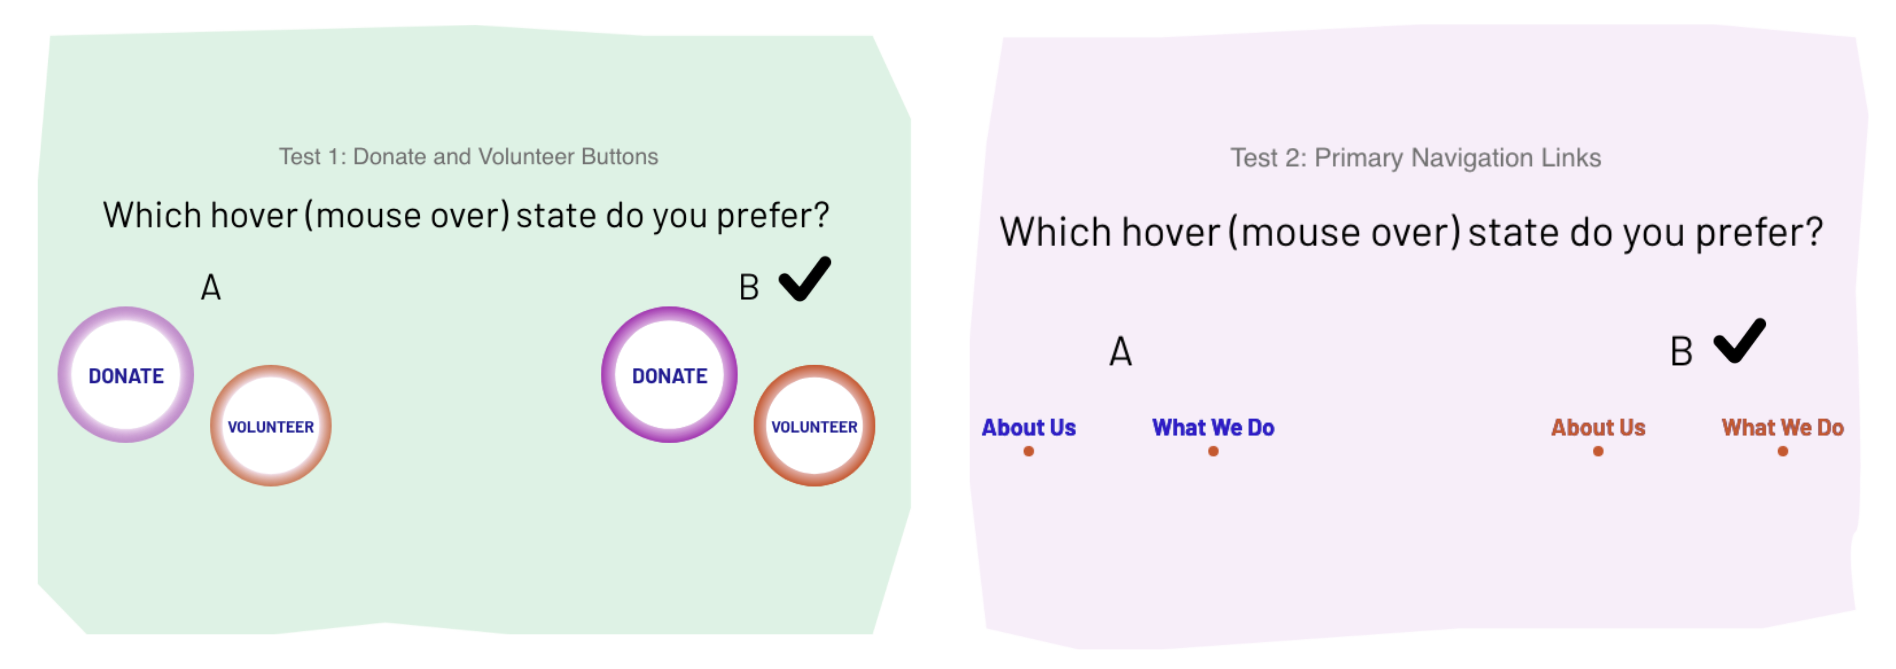 Test 1: Donate and Volunteer Buttons
Which hover (mouse over) state do you prefer?
A
B
DONATE
VOLUNTEER
DONATE
VOLUNTEER
Test 2: Primary Navigation Links
Which hover (mouse over) state do you prefer?
A
B
About Us What We Do
About Us What We Do